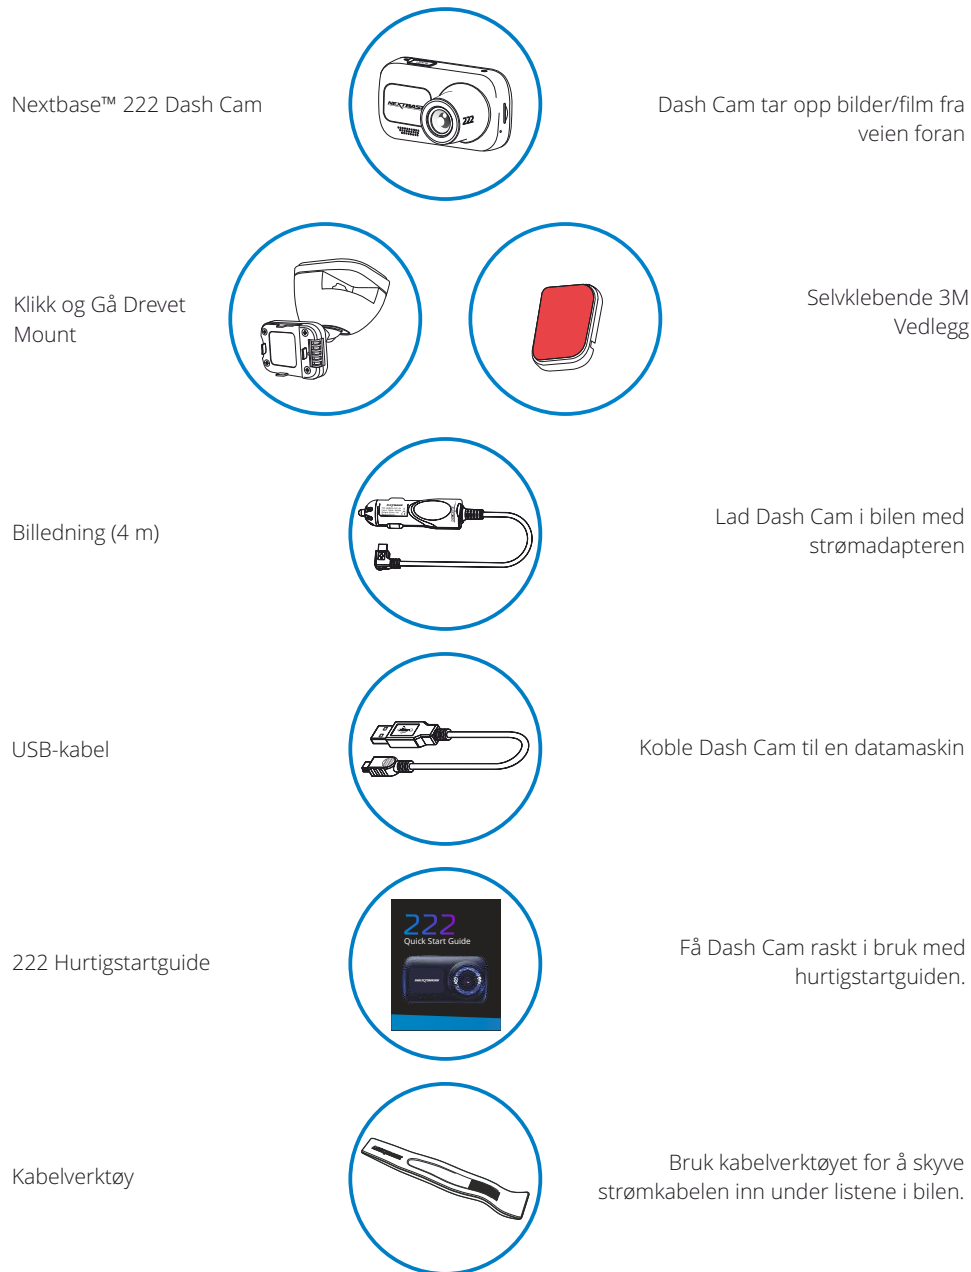 Nextbase™ 222 Dash Cam
NEXTBASE
222
Dash Cam tar opp bilder/film fra
veien foran
Klikk og Gå Drevet
Mount
Selvklebende 3M
Vedlegg
Billedning (4 m)
Lad Dash Cam i bilen med
strømadapteren
USB-kabel
Koble Dash Cam til en datamaskin
222 Hurtigstartguide
222
Quick Start Guide
NEXTBASE
Få Dash Cam raskt i bruk med
hurtigstartguiden.
Kabelverktøy
Bruk kabelverktøyet for å skyve
strømkabelen inn under listene i bilen.